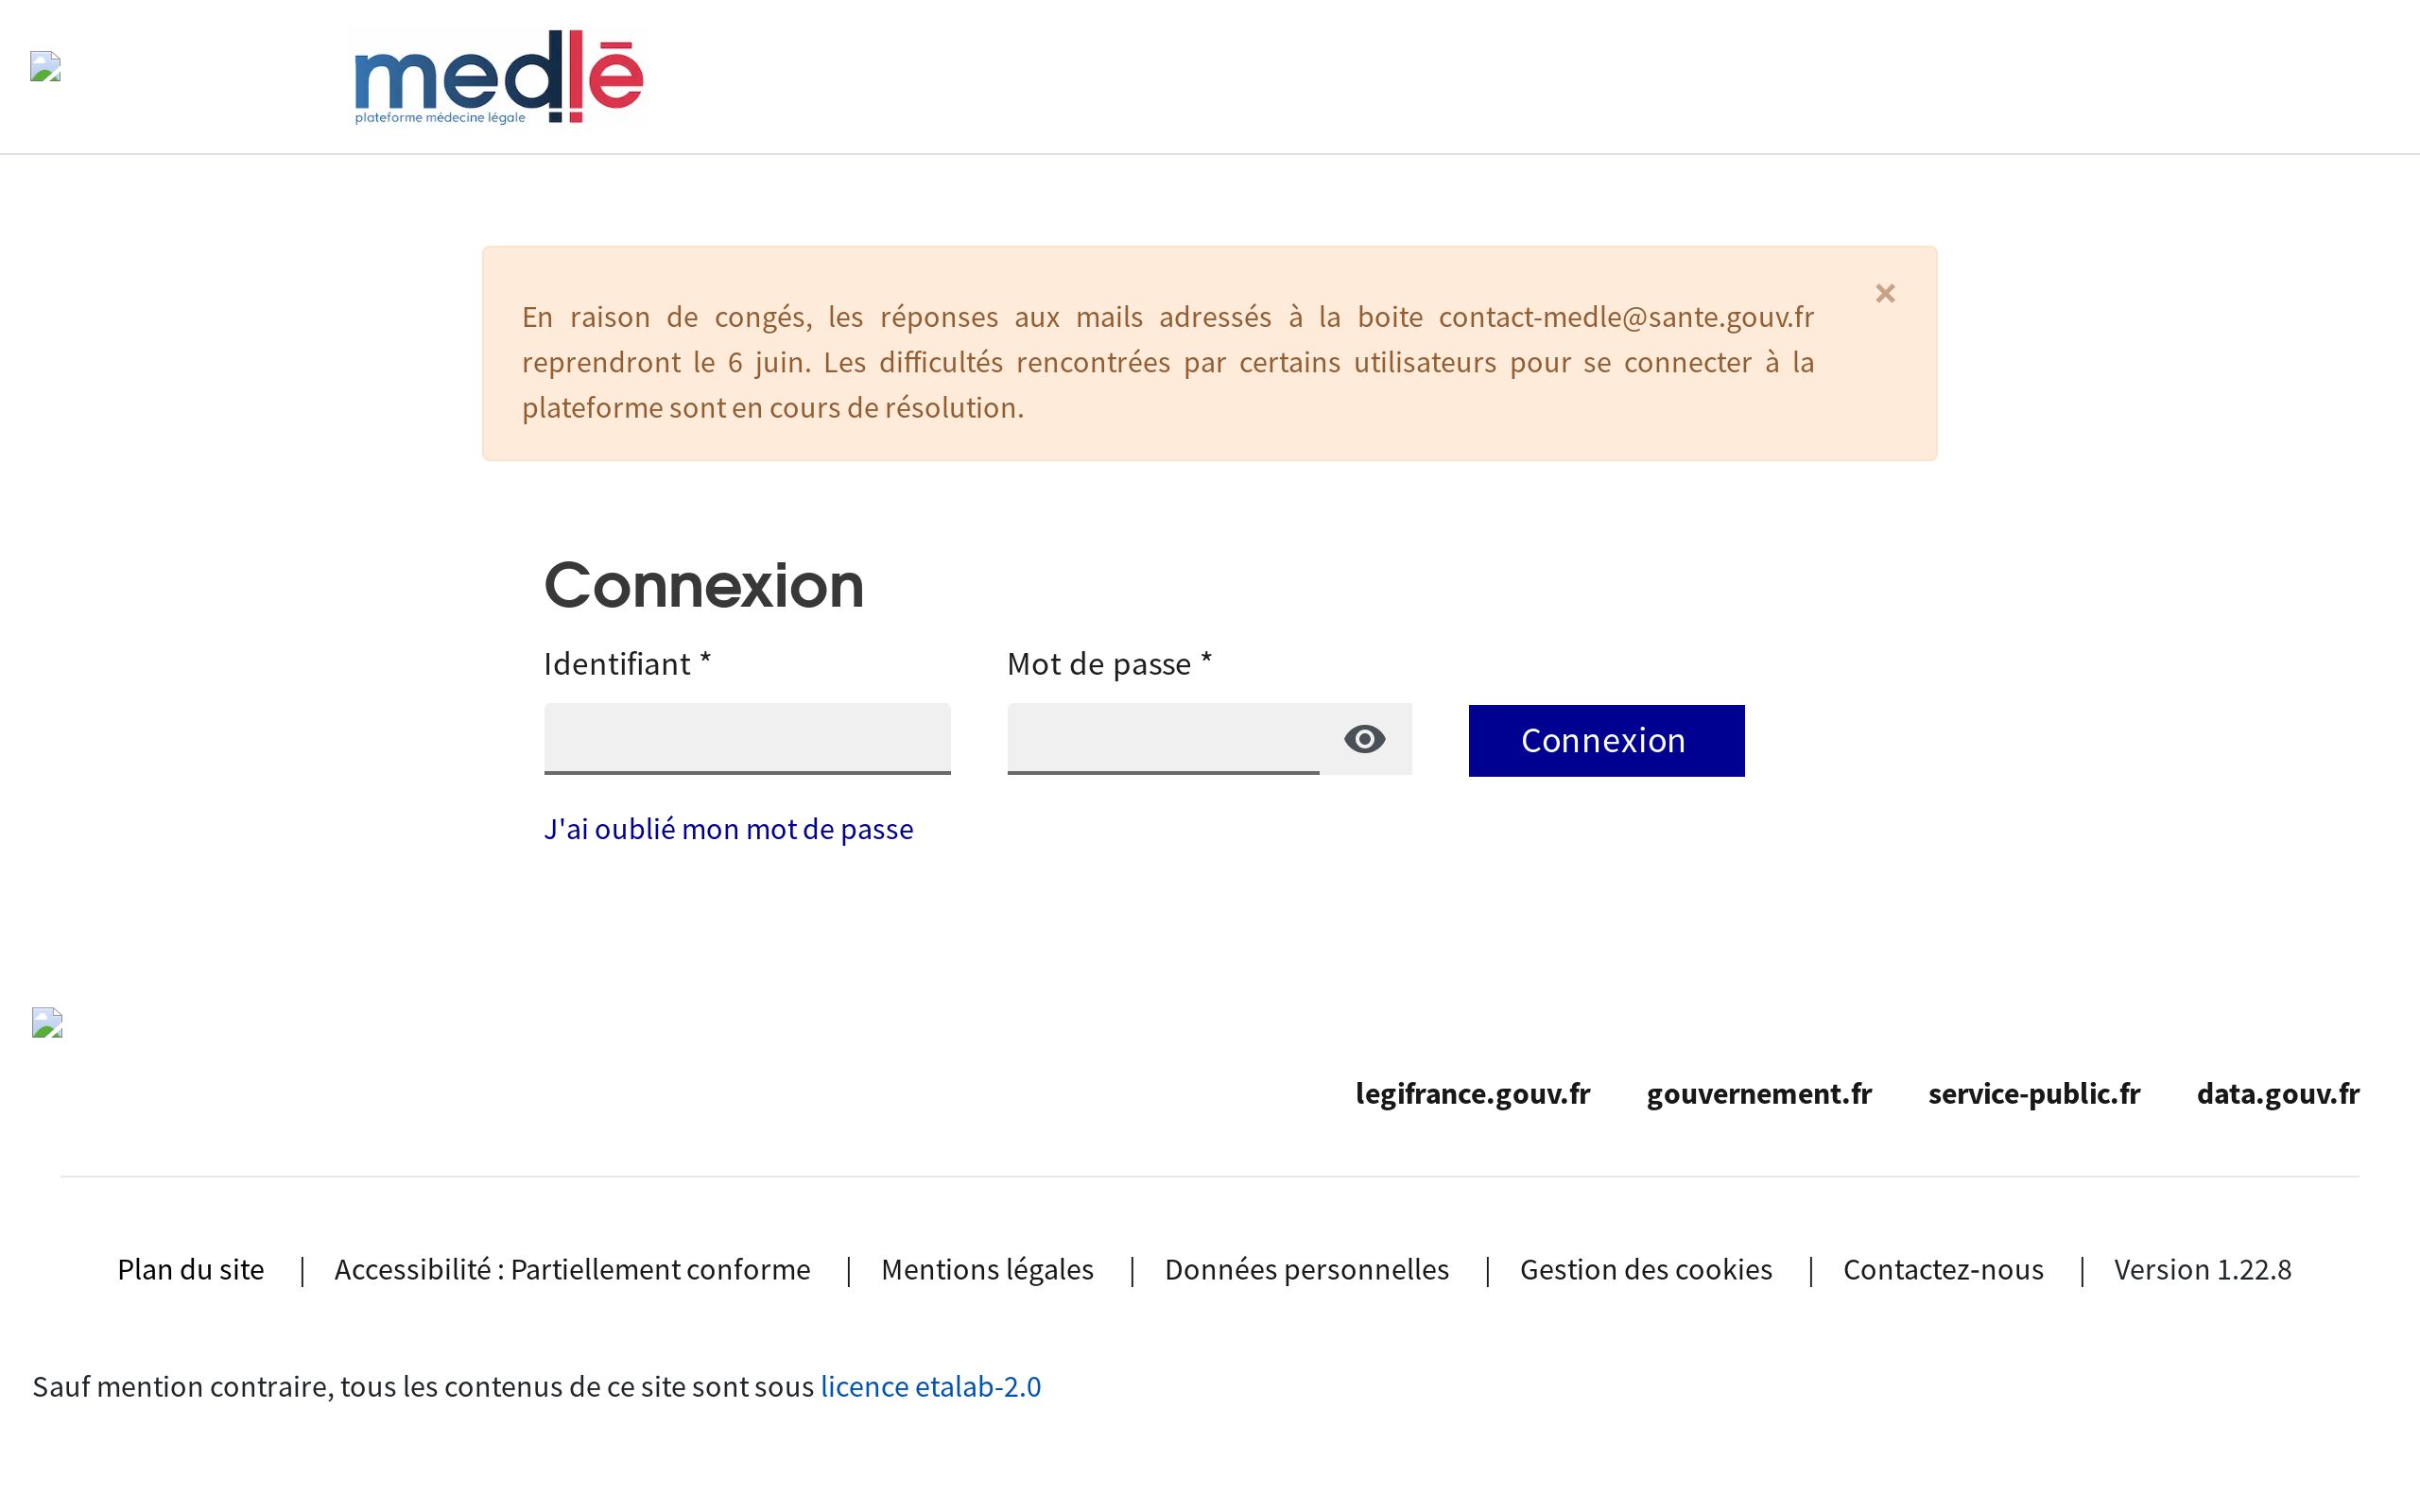 medlē
plateforme médecine légale
×
En raison de congés, les réponses aux mails adressés à la boite contact-medle@sante.gouv.fr
reprendront le 6 juin. Les difficultés rencontrées par certains utilisateurs pour se connecter à la
plateforme sont en cours de résolution.
Connexion
Identifiant *
Mot de passe *
Connexion
J'ai oublié mon mot de passe
legifrance.gouv.fr gouvernement.fr service-public.fr data.gouv.fr
Plan du site | Accessibilité : Partiellement conforme | Mentions légales | Données personnelles | Gestion des cookies | Contactez-nous | Version 1.22.8
Sauf mention contraire, tous les contenus de ce site sont sous licence etalab-2.0